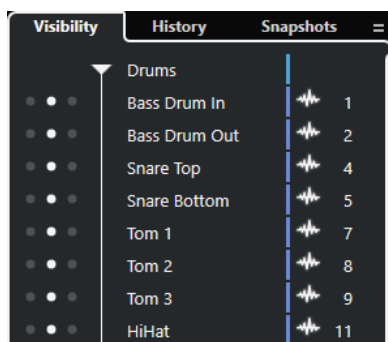 Visibility History Snapshots
Drums
Bass Drum In 1
Bass Drum Out 2
Snare Top 4
Snare Bottom 5
Tom 1 7
Tom 2 8
Tom 3 9
HiHat 11